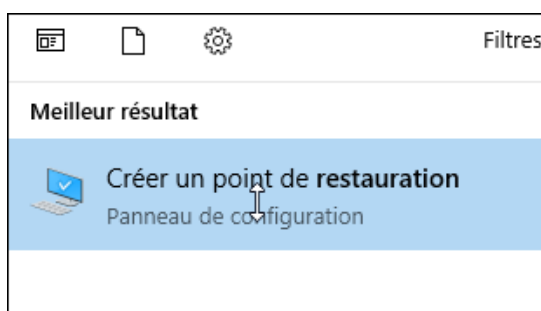 Filtres
Meilleur résultat
Créer un point de restauration
Panneau de configuration